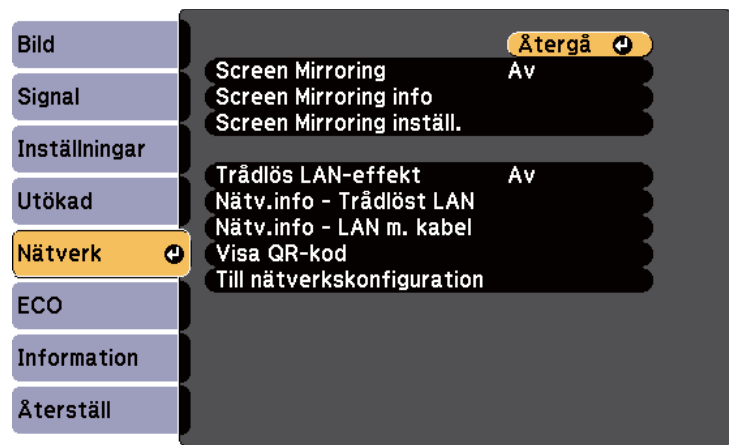 Bild
Signal
Inställningar
Utökad
Nätverk
ECO
Information
Återställ
Återgå
Screen Mirroring Av
Screen Mirroring info
Screen Mirroring inställ.
Trådlös LAN-effekt Av
Nätv.info - Trådlöst LAN
Nätv.info - LAN m. kabel
Visa QR-kod
Till nätverkskonfiguration